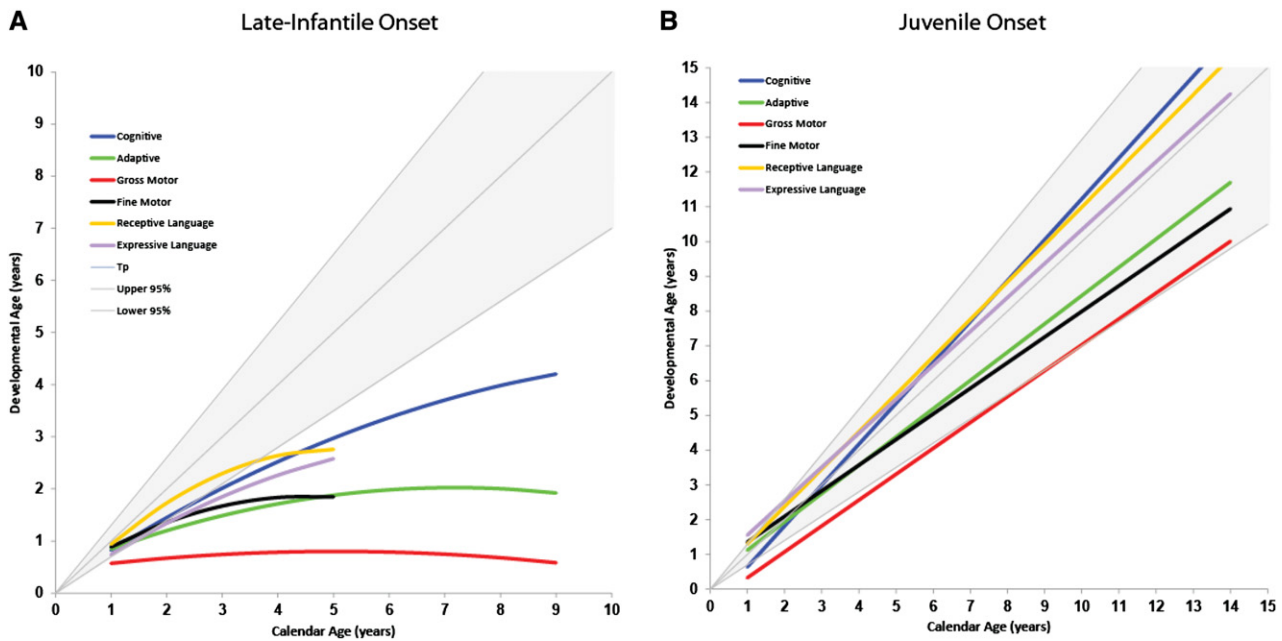 A
Late-Infantile Onset
10
9
8
7
6
5
4
3
2
1
0
Developmental Age (years)
Cognitive
Adaptive
Gross Motor
Fine Motor
Receptive Language
Expressive Language
Tp
Upper 95%
Lower 95%
0 1 2 3 4 5 6 7 8 9 10
Calendar Age (years)
B
Juvenile Onset
15
14
13
12
11
10
9
8
7
6
5
4
3
2
1
0
Developmental Age (years)
Cognitive
Adaptive
Gross Motor
Fine Motor
Receptive Language
Expressive Language
0 1 2 3 4 5 6 7 8 9 10 11 12 13 14 15
Calendar Age (years)